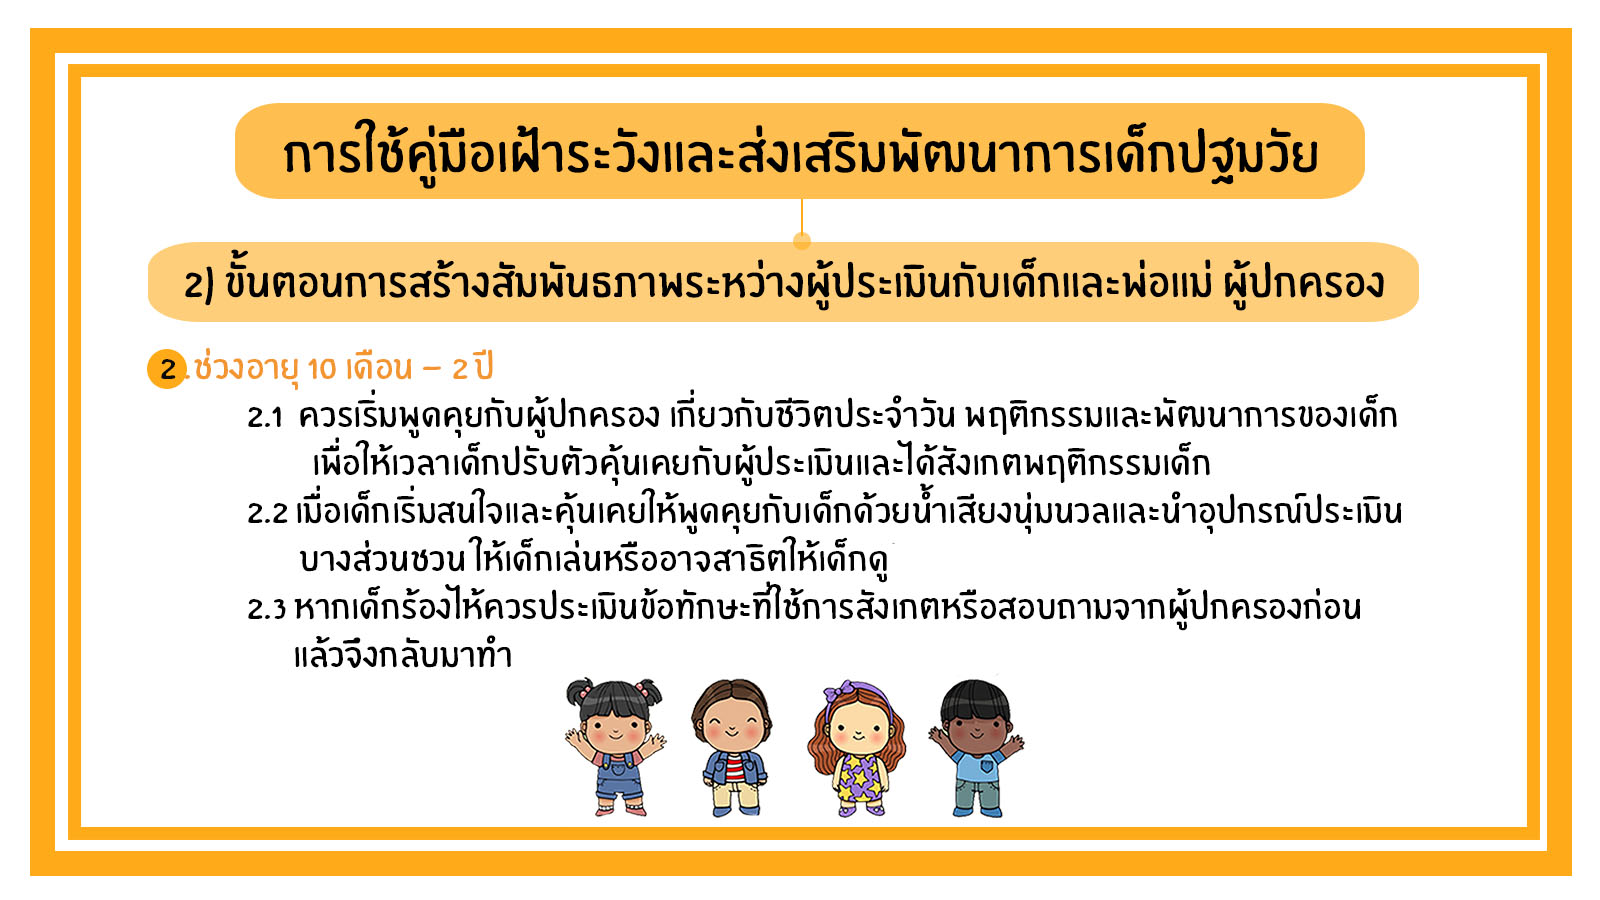 การใช้คู่มือเฝ้าระวังและส่งเสริมพัฒนาการเด็กปฐมวัย
2) ขั้นตอนการสร้างสัมพันธภาพระหว่างผู้ประเมินกับเด็กและพ่อแม่ ผู้ปกครอง
2.ช่วงอายุ 10 เดือน – 2 ปี
2.1 ควรเริ่มพูดคุยกับผู้ปกครอง เกี่ยวกับชีวิตประจำวัน พฤติกรรมและพัฒนาการของเด็ก
เพื่อให้เวลาเด็กปรับตัวคุ้นเคยกับผู้ประเมินและได้สังเกตพฤติกรรมเด็ก
2.2 เมื่อเด็กเริ่มสนใจและคุ้นเคยให้พูดคุยกับเด็กด้วยน้ำเสียงนุ่มนวลและนำอุปกรณ์ประเมิน
บางส่วนชวน ให้เด็กเล่นหรืออาจสาธิตให้เด็กดู
2.3 หากเด็กร้องไห้ควรประเมินข้อทักษะที่ใช้การสังเกตหรือสอบถามจากผู้ปกครองก่อน
แล้วจึงกลับมาทำ